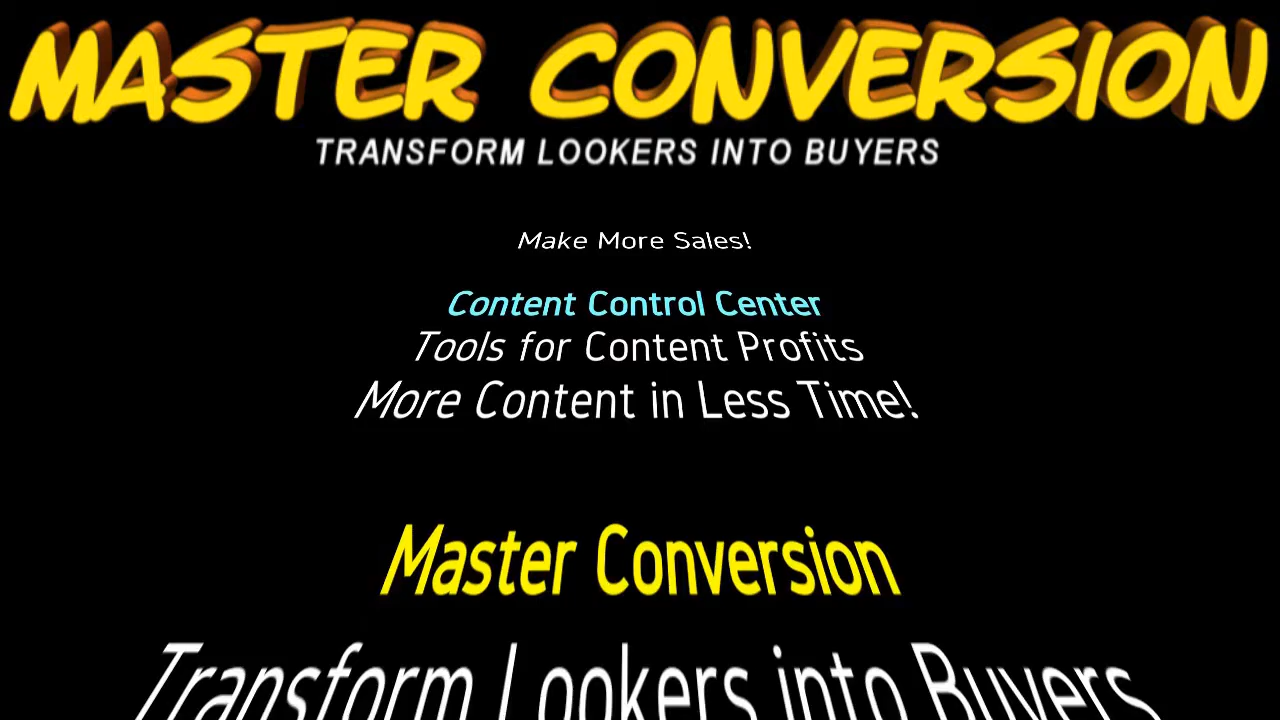 MASTER CONVERSION
TRANSFORM LOOKERS INTO BUYERS
Make More Sales!
Content Control Center
Tools for Content Profits
More Content in Less Time!
Master Conversion
Transform Lookers into Buyers